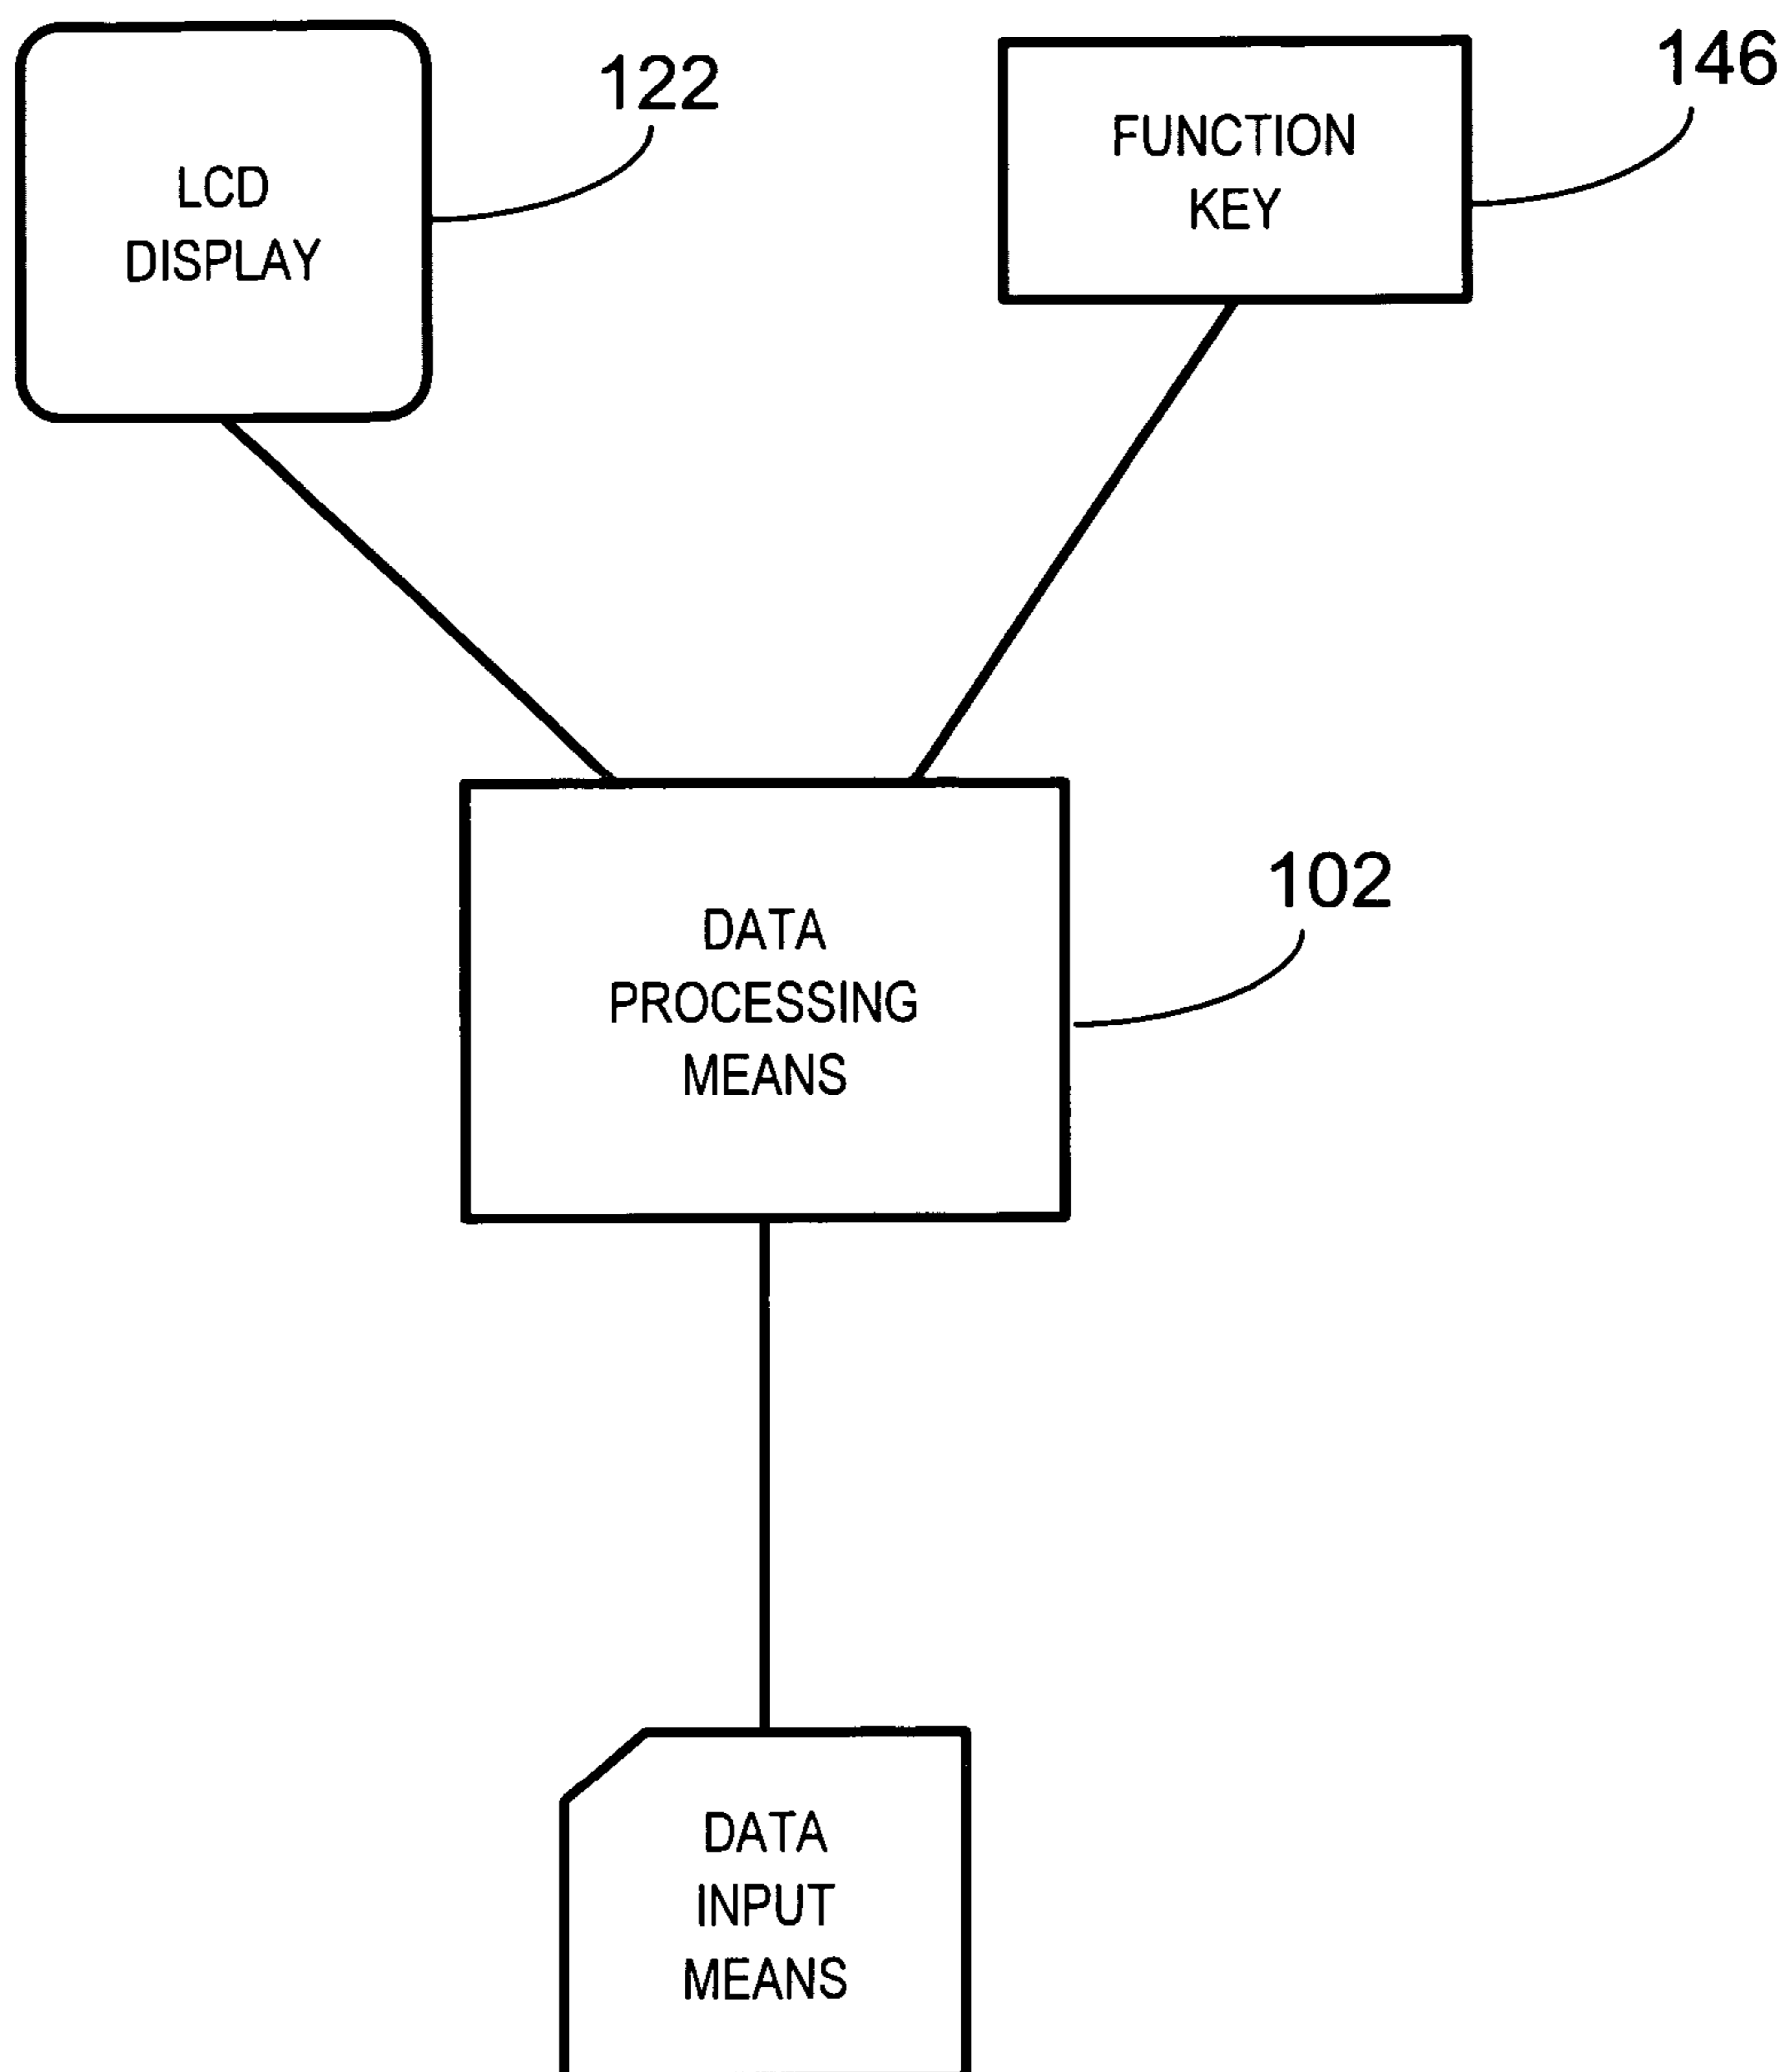 LCD
DISPLAY
122
FUNCTION
KEY
146
DATA
PROCESSING
MEANS
102
DATA
INPUT
MEANS